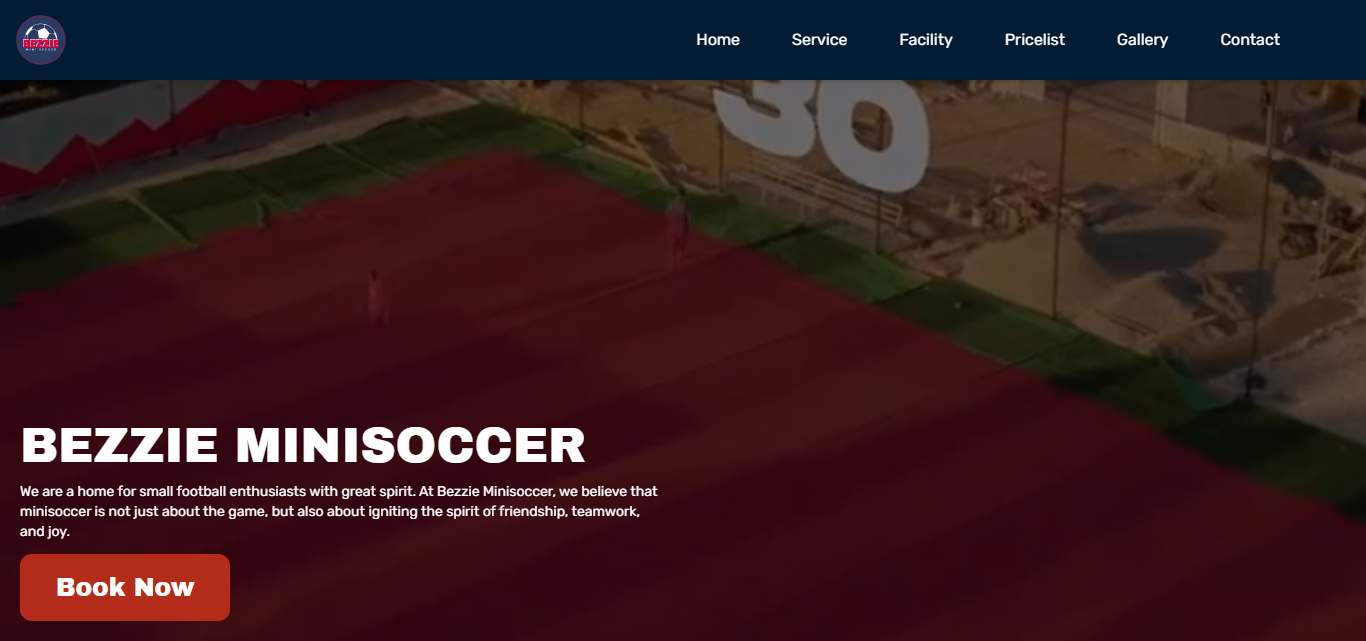 BEZZIE
MINI SOCCER
Home Service Facility Pricelist Gallery Contact
36
BEZZIE MINISOCCER
We are a home for small football enthusiasts with great spirit. At Bezzie Minisoccer, we believe that
minisoccer is not just about the game, but also about igniting the spirit of friendship, teamwork,
and joy.
Book Now